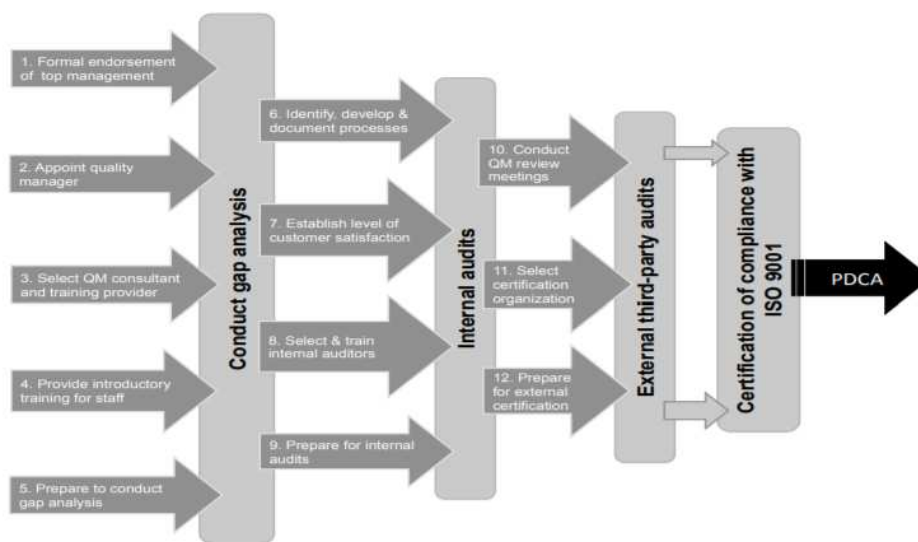 1. Formal endorsement
of top management
2. Appoint quality
manager
3. Select QM consultant
and training provider
4. Provide introductory
training for staff
5. Prepare to conduct
gap analysis
Conduct gap analysis
6. Identify, develop &
document processes
7. Establish level of
customer satisfaction
8. Select & train
internal auditors
9. Prepare for internal
audits
Internal audits
10. Conduct
QM review
meetings
11. Select
certification
organization
12. Prepare
for external
certification
External third-party audits
Certification of compliance with
ISO 9001
PDCA